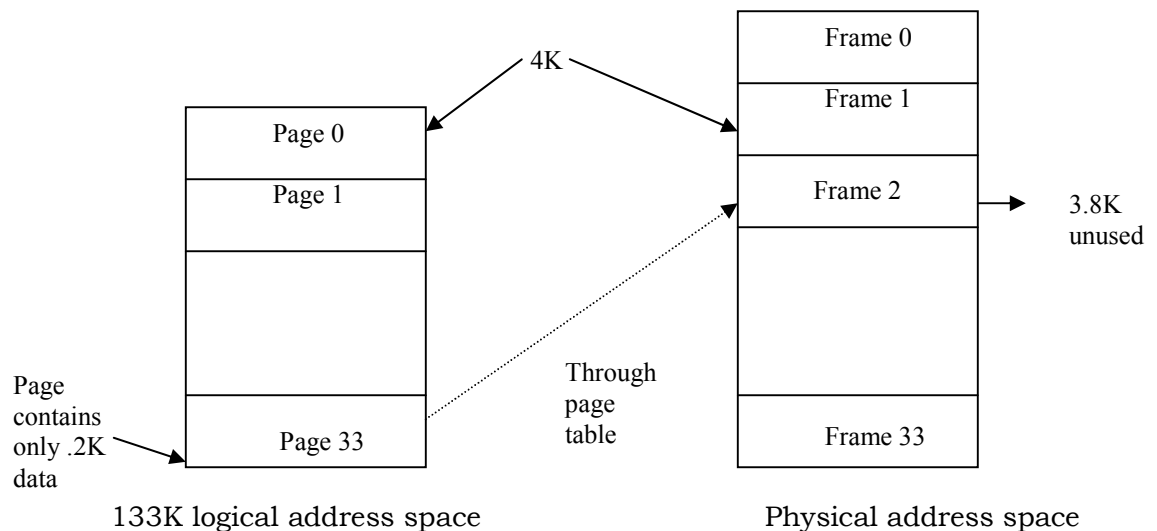 Frame 0
4K
Frame 1
Page 0
Page 1
Frame 2
3.8K
unused
Through
page
table
Page
contains
only .2K
data
Page 33
Frame 33
133K logical address space
Physical address space